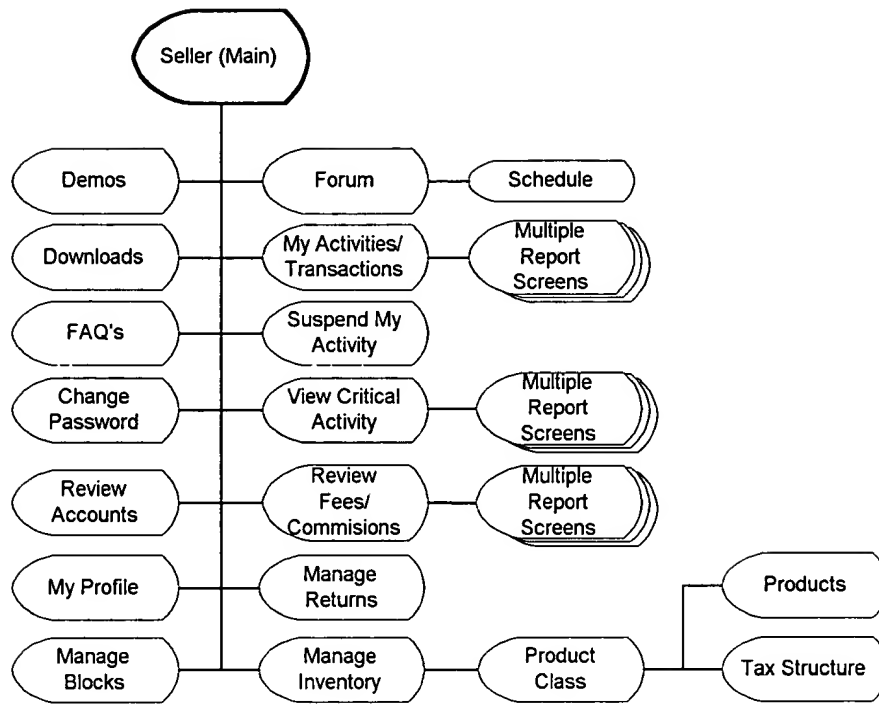 Seller (Main)
Demos
Forum
Schedule
Downloads
My Activities/
Transactions
Multiple
Report
Screens
FAQ's
Suspend My
Activity
Change
Password
View Critical
Activity
Multiple
Report
Screens
Review
Accounts
Review
Fees/
Commisions
Multiple
Report
Screens
My Profile
Manage
Returns
Products
Manage
Blocks
Manage
Inventory
Product
Class
Tax Structure